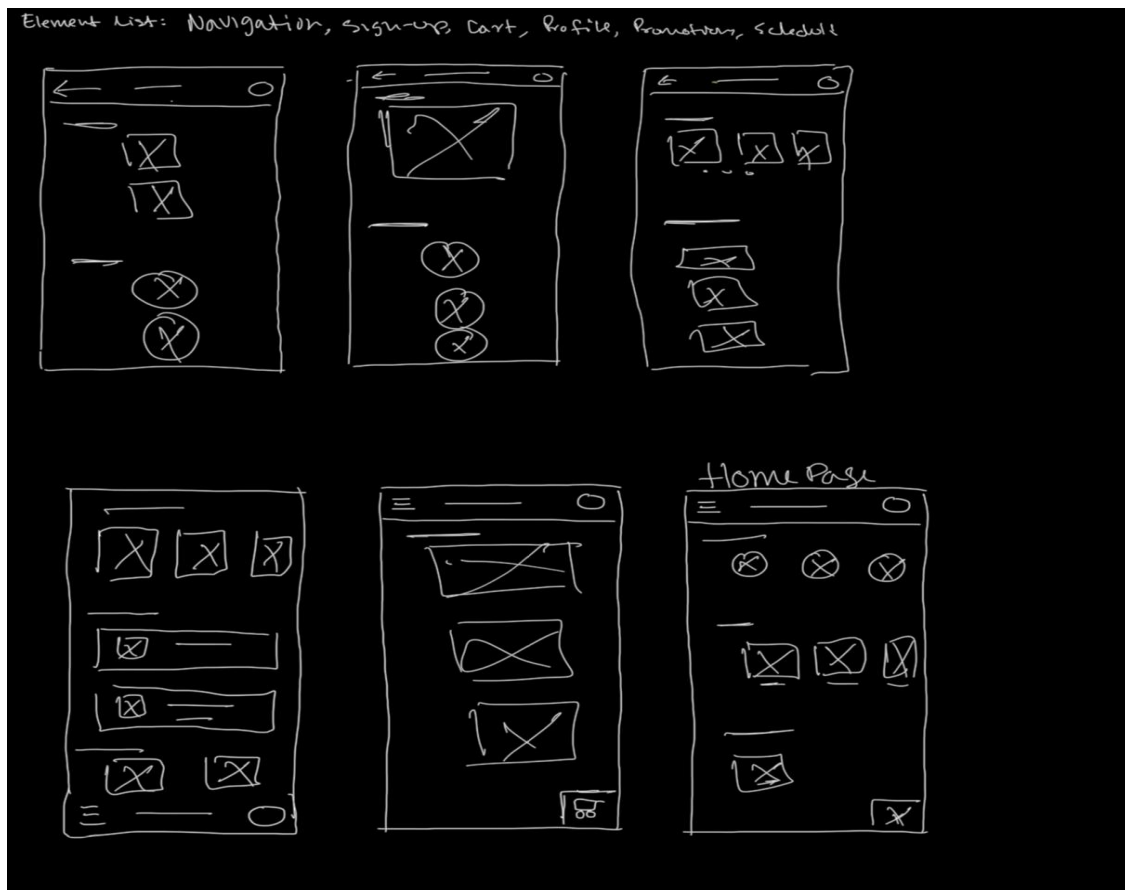 Element List: Navigation, Sign-up, Cart, Profile, Promotions, Schedule
Home Page